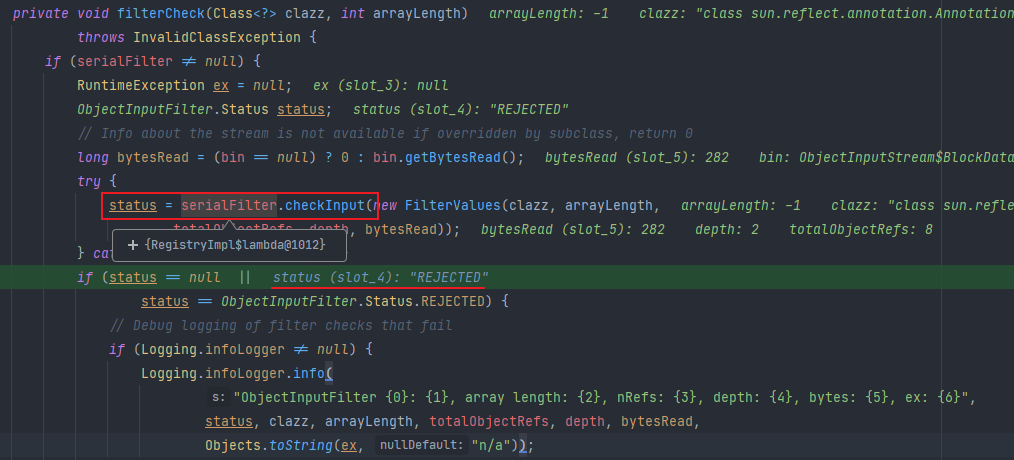 private void filterCheck(Class<?> clazz, int arrayLength)  arrayLength: -1    clazz: "class sun.reflect.annotation.Annotation
        throws InvalidClassException {
    if (serialFilter ≠ null) {
        RuntimeException ex = null;  ex (slot_3): null
        ObjectInputFilter.Status status;  status (slot_4): "REJECTED"
        // Info about the stream is not available if overridden by subclass, return 0
        long bytesRead = (bin == null) ? 0 : bin.getBytesRead();  bytesRead (slot_5): 282    bin: ObjectInputStream$BlockData
        try {
            status = serialFilter.checkInput(new FilterValues(clazz, arrayLength,  arrayLength: -1    clazz: "class sun.refle
                    totalObjectRefs, depth, bytesRead));  bytesRead (slot_5): 282    depth: 2    totalObjectRefs: 8
+ {RegistryImpl$lambda@1012}
        } cat
        if (status == null  ||  status (slot_4): "REJECTED"
                status == ObjectInputFilter.Status.REJECTED) {
            // Debug logging of filter checks that fail
            if (Logging.infoLogger ≠ null) {
                Logging.infoLogger.info(
                        s: "ObjectInputFilter {0}: {1}, array length: {2}, nRefs: {3}, depth: {4}, bytes: {5}, ex: {6}",
                        status, clazz, arrayLength, totalObjectRefs, depth, bytesRead,
                        Objects.toString(ex, nullDefault: "n/a"));